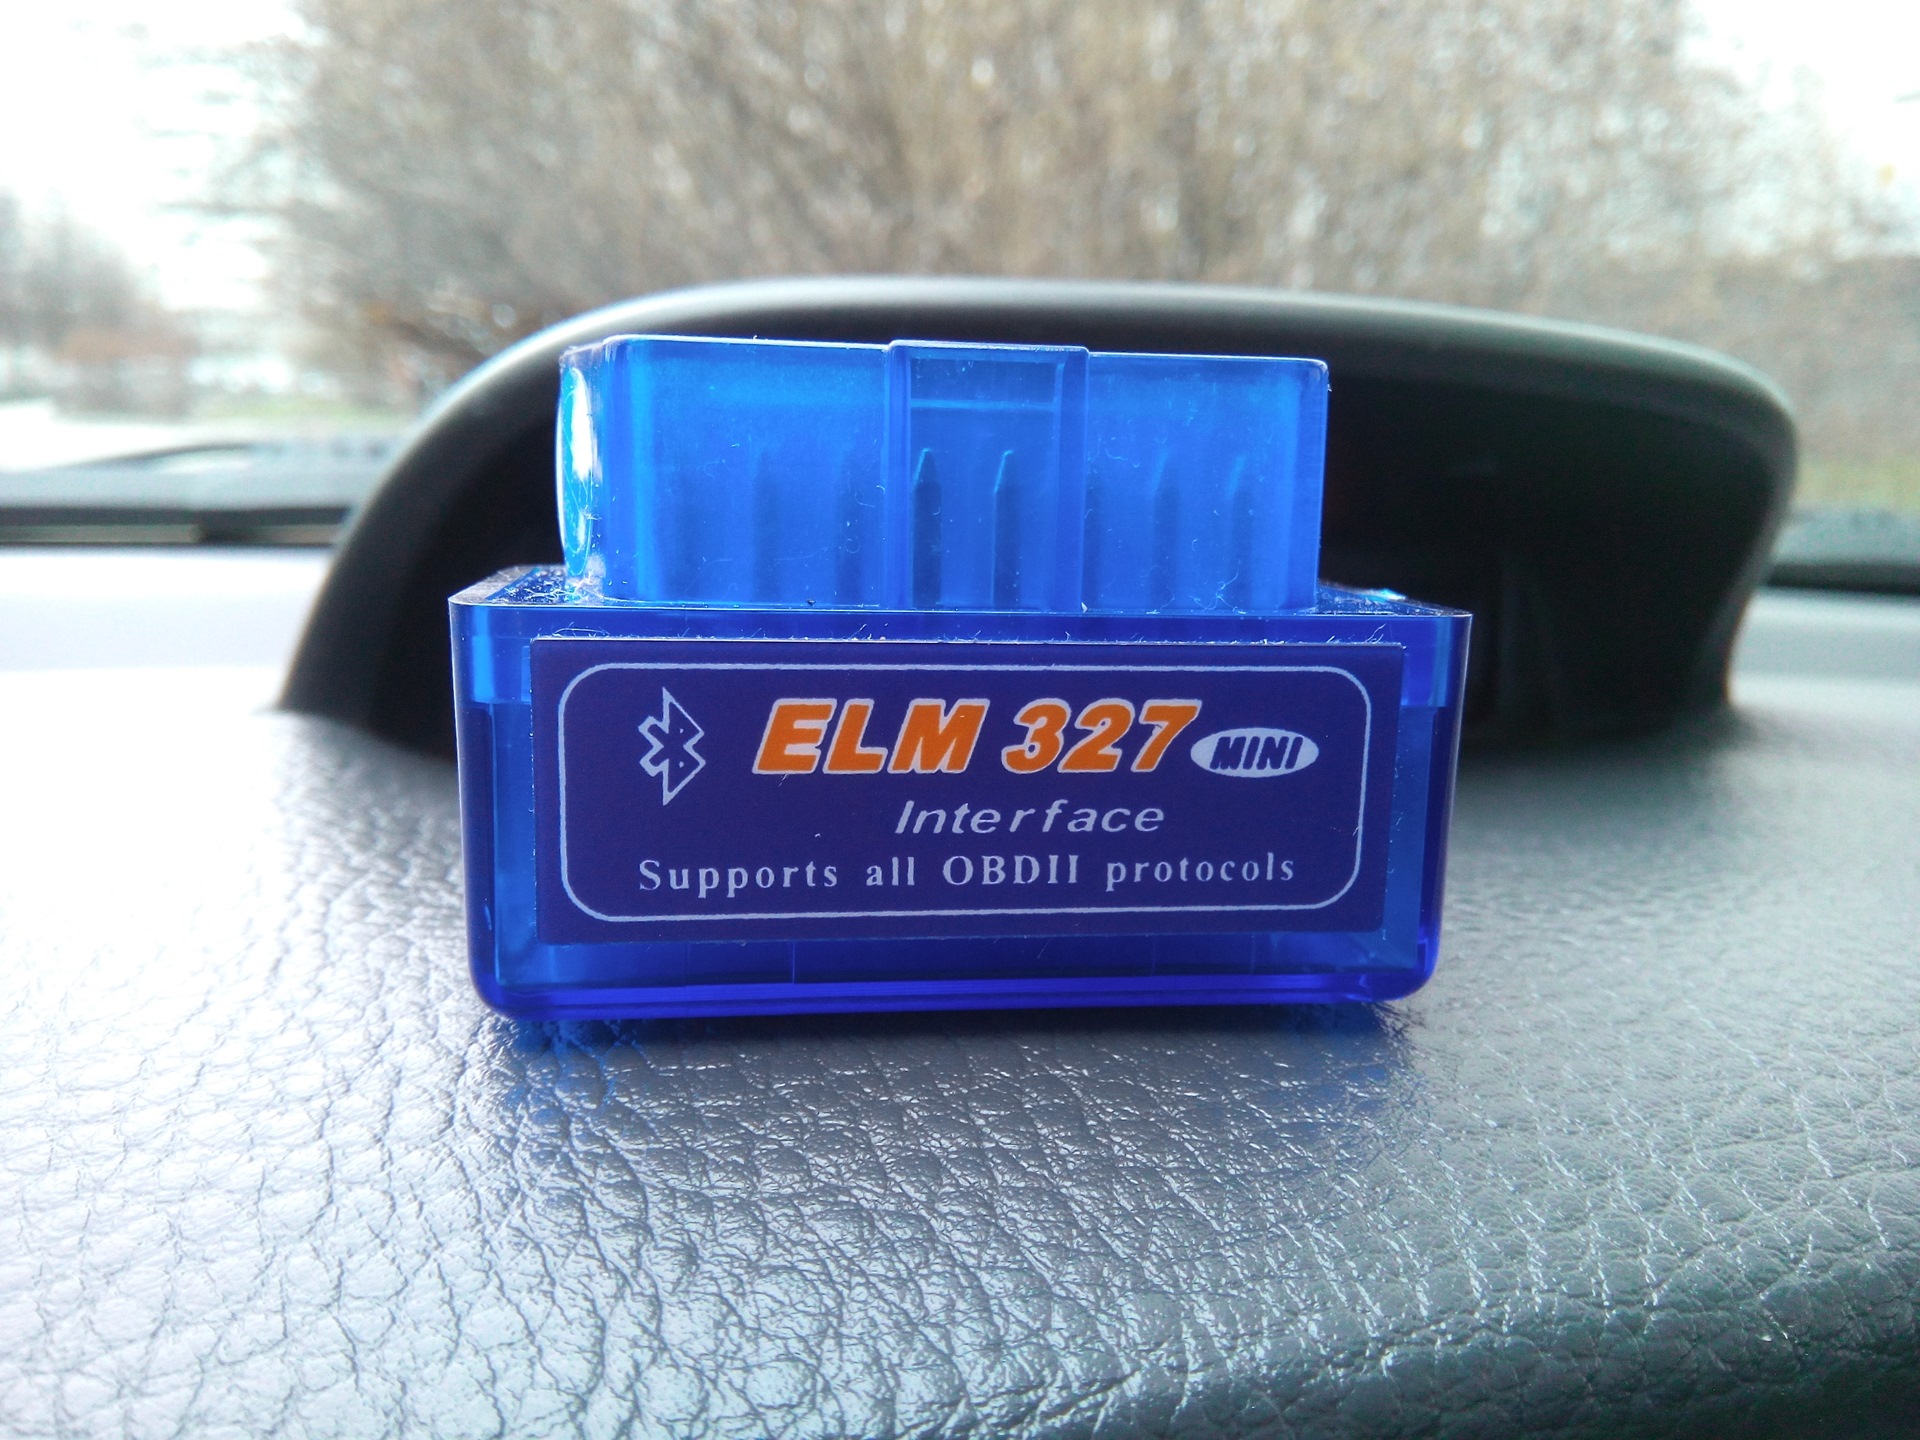 ELM 327 MINI
Interface
Supports all OBDII protocols